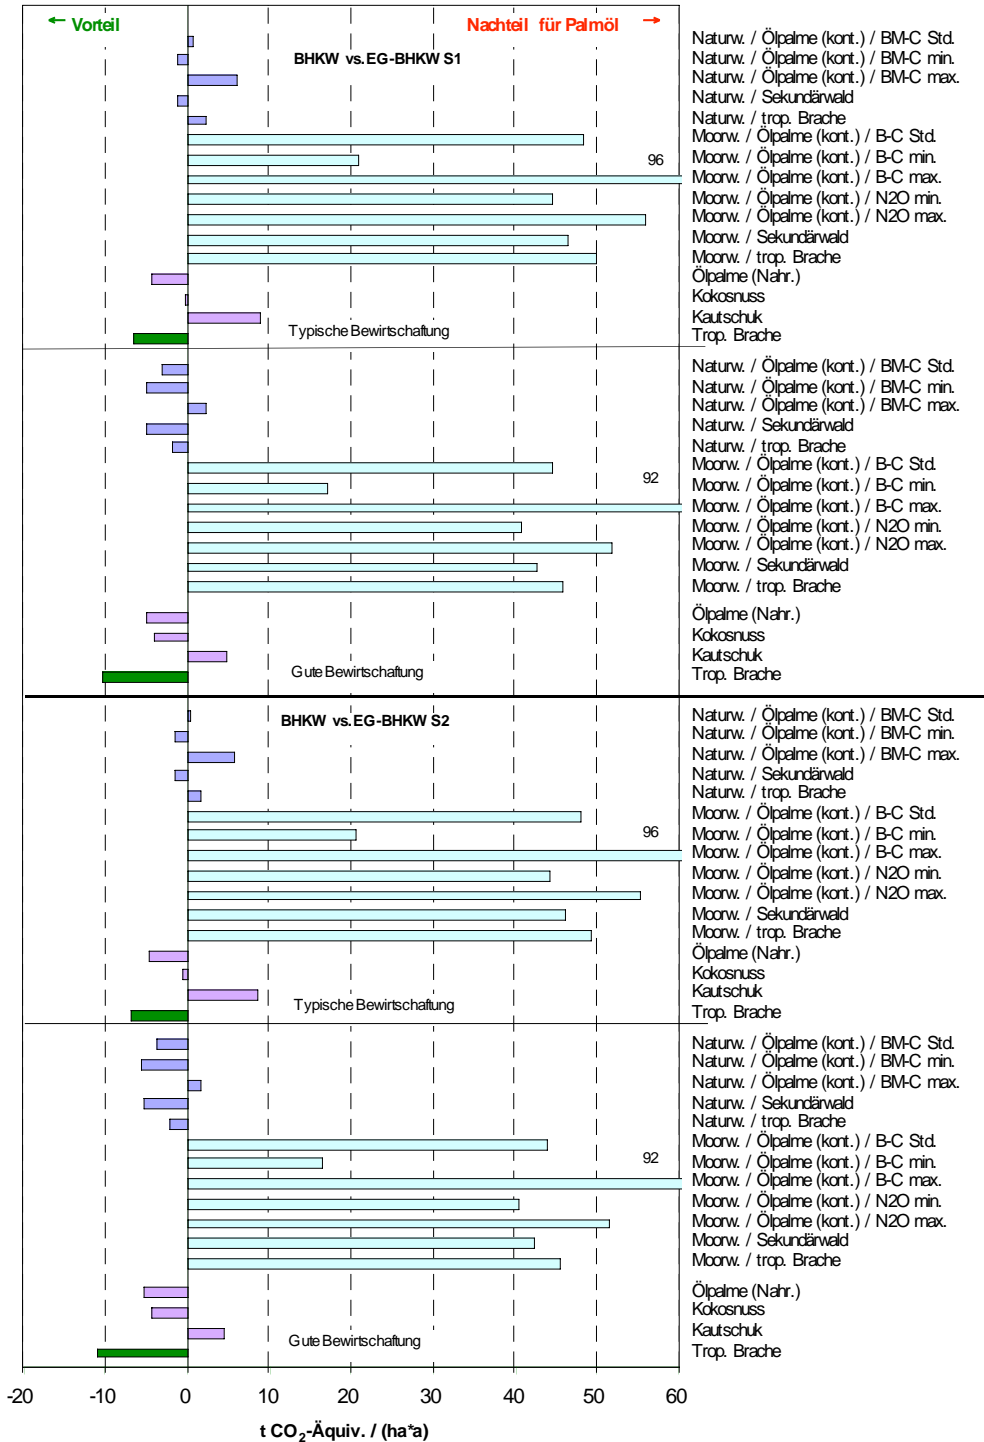 ← Vorteil Nachteil für Palmöl →
BHKW vs. EG-BHKW S1
Naturw. / Ölpalme (kont.) / BM-C Std.
Naturw. / Ölpalme (kont.) / BM-C min.
Naturw. / Ölpalme (kont.) / BM-C max.
Naturw. / Sekundärwald
Naturw. / trop. Brache
Moorw. / Ölpalme (kont.) / B-C Std.
Moorw. / Ölpalme (kont.) / B-C min.
96
Moorw. / Ölpalme (kont.) / B-C max.
Moorw. / Ölpalme (kont.) / N2O min.
Moorw. / Ölpalme (kont.) / N2O max.
Moorw. / Sekundärwald
Moorw. / trop. Brache
Ölpalme (Nahr.)
Kokosnuss
Kautschuk
Typische Bewirtschaftung
Trop. Brache
Naturw. / Ölpalme (kont.) / BM-C Std.
Naturw. / Ölpalme (kont.) / BM-C min.
Naturw. / Ölpalme (kont.) / BM-C max.
Naturw. / Sekundärwald
Naturw. / trop. Brache
Moorw. / Ölpalme (kont.) / B-C Std.
92
Moorw. / Ölpalme (kont.) / B-C min.
Moorw. / Ölpalme (kont.) / B-C max.
Moorw. / Ölpalme (kont.) / N2O min.
Moorw. / Ölpalme (kont.) / N2O max.
Moorw. / Sekundärwald
Moorw. / trop. Brache
Ölpalme (Nahr.)
Kokosnuss
Kautschuk
Gute Bewirtschaftung
Trop. Brache
BHKW vs. EG-BHKW S2
Naturw. / Ölpalme (kont.) / BM-C Std.
Naturw. / Ölpalme (kont.) / BM-C min.
Naturw. / Ölpalme (kont.) / BM-C max.
Naturw. / Sekundärwald
Naturw. / trop. Brache
Moorw. / Ölpalme (kont.) / B-C Std.
96
Moorw. / Ölpalme (kont.) / B-C min.
Moorw. / Ölpalme (kont.) / B-C max.
Moorw. / Ölpalme (kont.) / N2O min.
Moorw. / Ölpalme (kont.) / N2O max.
Moorw. / Sekundärwald
Moorw. / trop. Brache
Ölpalme (Nahr.)
Kokosnuss
Kautschuk
Typische Bewirtschaftung
Trop. Brache
Naturw. / Ölpalme (kont.) / BM-C Std.
Naturw. / Ölpalme (kont.) / BM-C min.
Naturw. / Ölpalme (kont.) / BM-C max.
Naturw. / Sekundärwald
Naturw. / trop. Brache
Moorw. / Ölpalme (kont.) / B-C Std.
92
Moorw. / Ölpalme (kont.) / B-C min.
Moorw. / Ölpalme (kont.) / B-C max.
Moorw. / Ölpalme (kont.) / N2O min.
Moorw. / Ölpalme (kont.) / N2O max.
Moorw. / Sekundärwald
Moorw. / trop. Brache
Ölpalme (Nahr.)
Kokosnuss
Kautschuk
Gute Bewirtschaftung
Trop. Brache
-20 -10 0 10 20 30 40 50 60
t CO₂-Äquiv. / (ha*a)